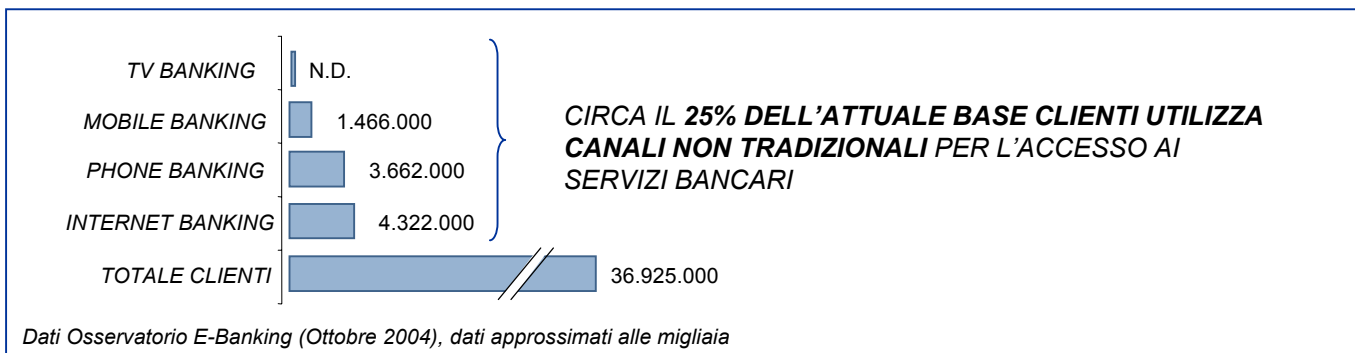 TV BANKING N.D.
MOBILE BANKING 1.466.000
PHONE BANKING 3.662.000
INTERNET BANKING 4.322.000
TOTALE CLIENTI 36.925.000
CIRCA IL 25% DELL’ATTUALE BASE CLIENTI UTILIZZA
CANALI NON TRADIZIONALI PER L’ACCESSO AI
SERVIZI BANCARI
Dati Osservatorio E-Banking (Ottobre 2004), dati approssimati alle migliaia